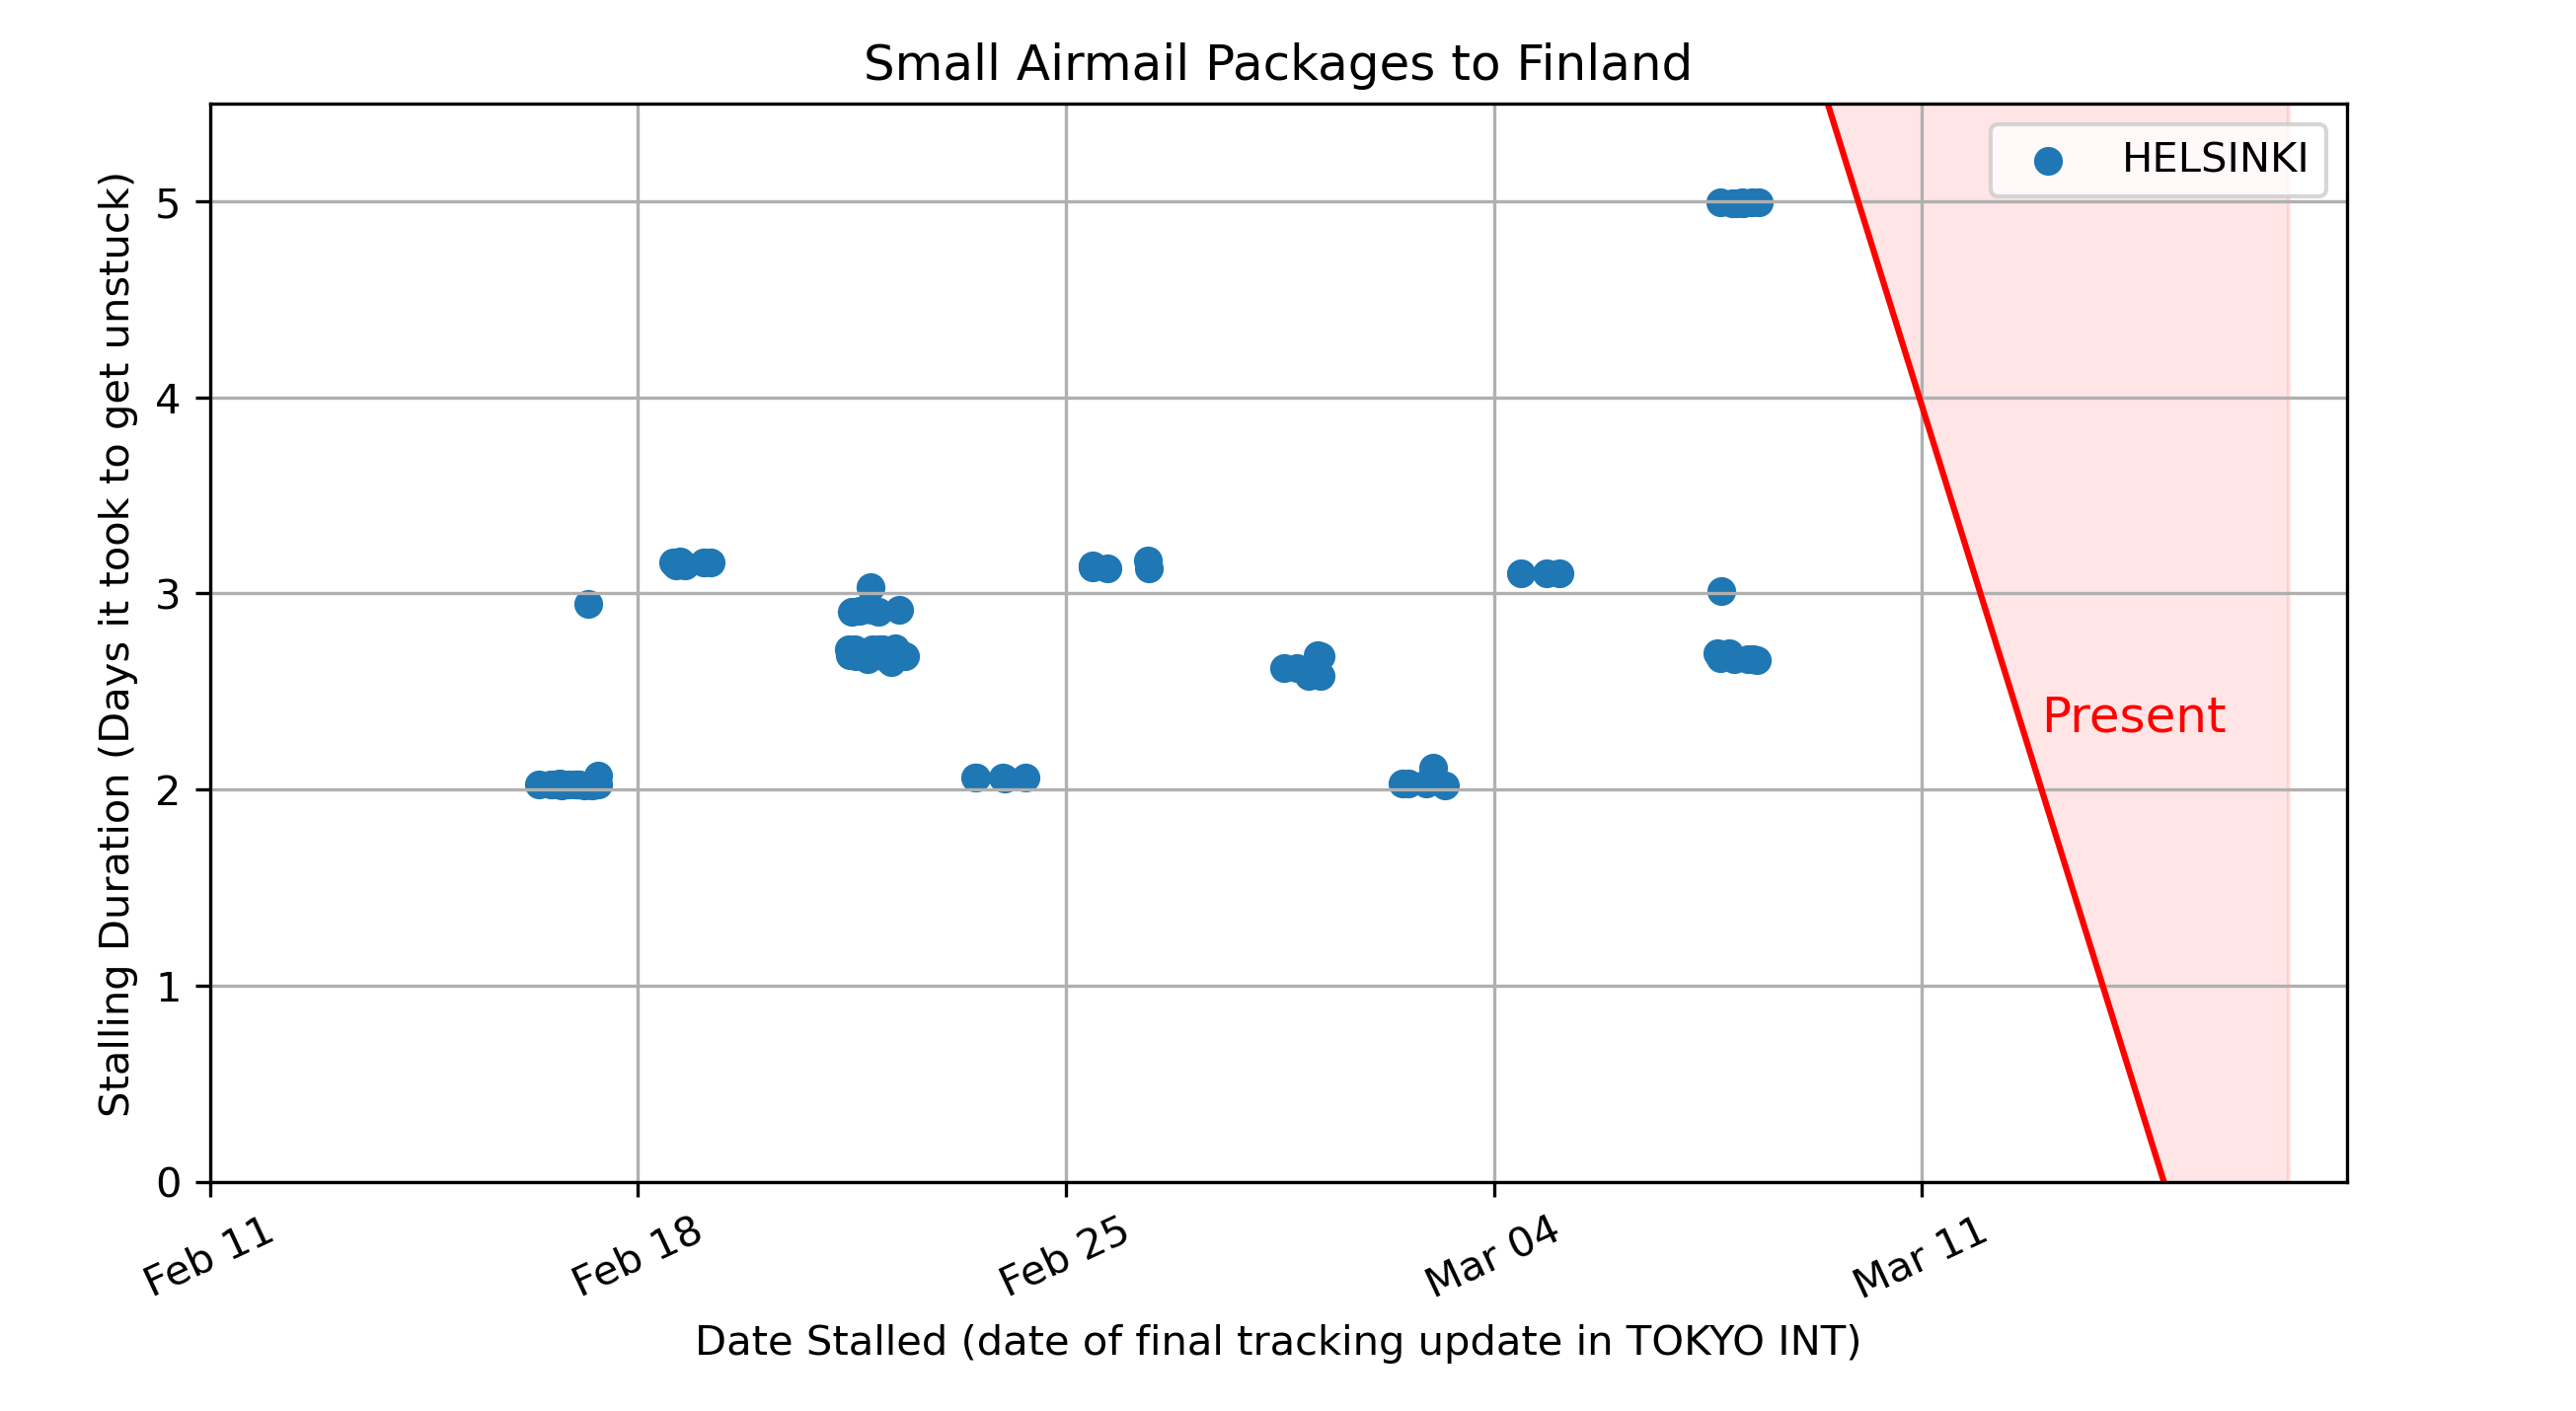 Small Airmail Packages to Finland
HELSINKI
Stalling Duration (Days it took to get unstuck)
5
4
3
2
1
0
Present
Feb 11
Feb 18
Feb 25
Mar 04
Mar 11
Date Stalled (date of final tracking update in TOKYO INT)